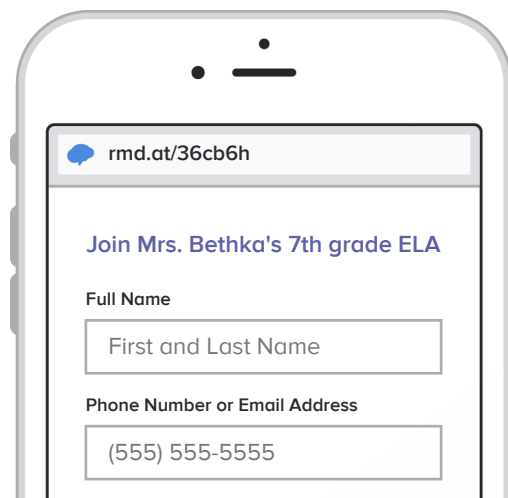 rmd.at/36cb6h
Join Mrs. Bethka's 7th grade ELA
Full Name
First and Last Name
Phone Number or Email Address
(555) 555-5555